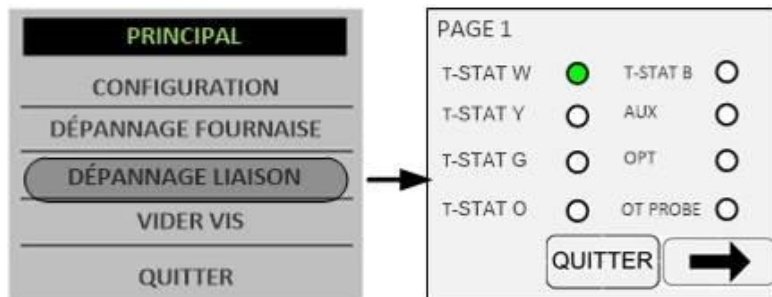 PRINCIPAL
CONFIGURATION
DÉPANNAGE FOURNAISE
DÉPANNAGE LIAISON
VIDER VIS
QUITTER
PAGE 1
T-STAT W
T-STAT B
T-STAT Y
AUX
T-STAT G
OPT
T-STAT O
OT PROBE
QUITTER